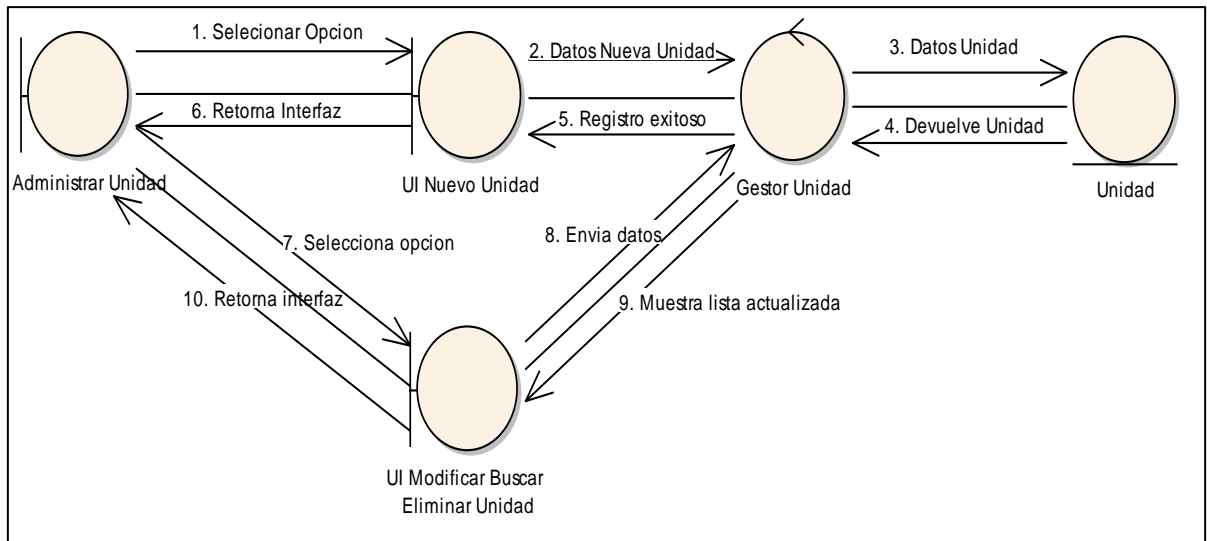 1. Selecionar Opcion
2. Datos Nueva Unidad
3. Datos Unidad
6. Retorna Interfaz
5. Registro exitoso
4. Devuelve Unidad
Administrar Unidad
UI Nuevo Unidad
Gestor Unidad
Unidad
7. Selecciona opcion
8. Envia datos
10. Retorna interfaz
9. Muestra lista actualizada
UI Modificar Buscar
Eliminar Unidad